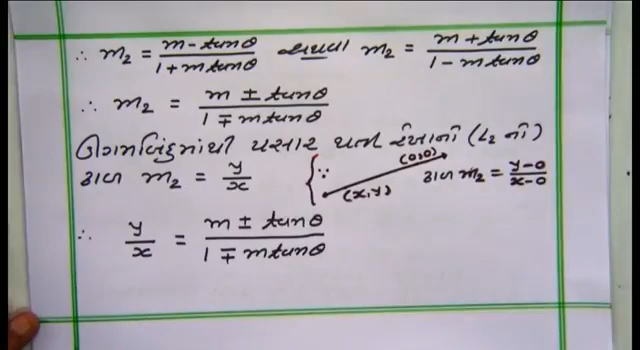 ∴ m₂ = (m - tanθ)/(1 + m tanθ) અથવા m₂ = (m + tanθ)/(1 - m tanθ)
∴ m₂ = (m ± tanθ)/(1 ∓ m tanθ)
ઉગમબિંદુમાંથી પસાર થતી રેખાનો (L₂ નો)
ઢાળ m₂ = y/x { ∵ (x,y) (0,0) ઢાળ m₂ = (y-0)/(x-0)
∴ y/x = (m ± tanθ)/(1 ∓ m tanθ)